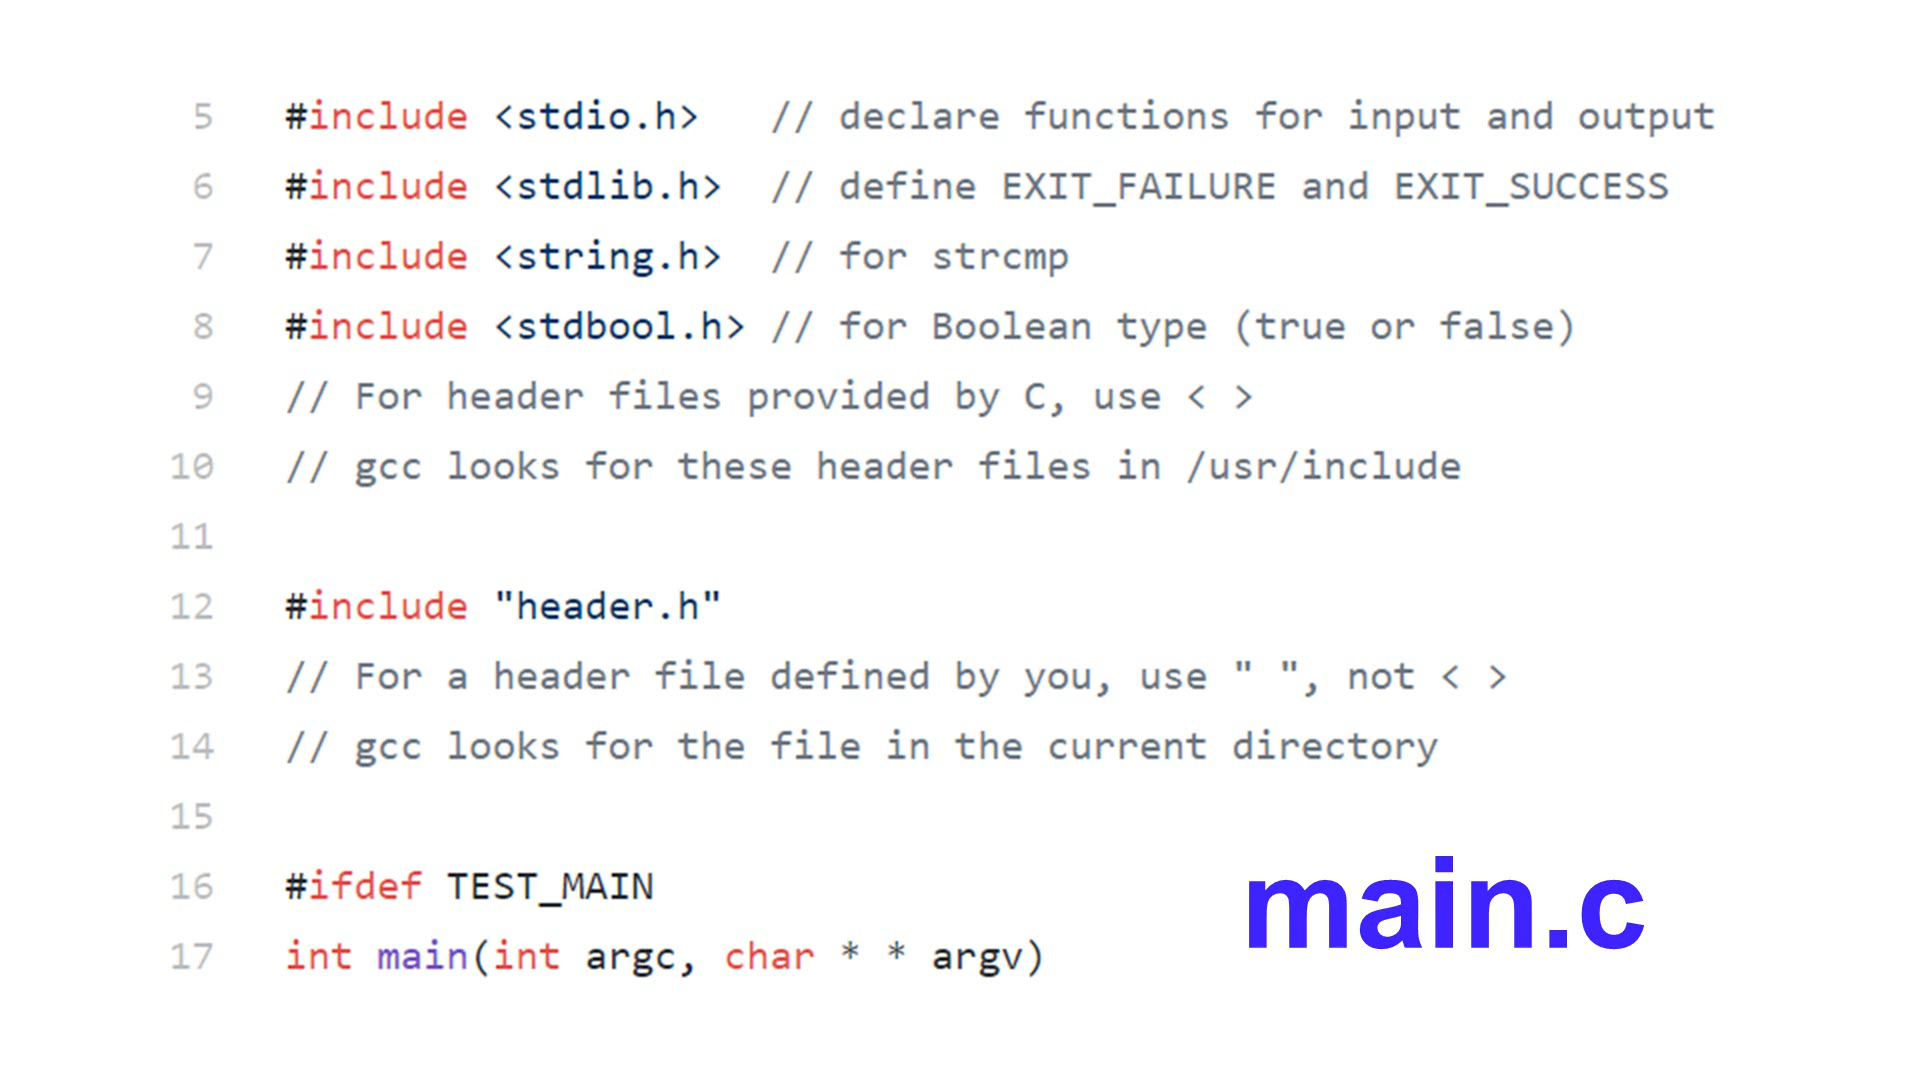 5 #include <stdio.h> // declare functions for input and output
6 #include <stdlib.h> // define EXIT_FAILURE and EXIT_SUCCESS
7 #include <string.h> // for strcmp
8 #include <stdbool.h> // for Boolean type (true or false)
9 // For header files provided by C, use < >
10 // gcc looks for these header files in /usr/include
11
12 #include "header.h"
13 // For a header file defined by you, use " ", not < >
14 // gcc looks for the file in the current directory
15
16 #ifdef TEST_MAIN
17 int main(int argc, char * * argv)
main.c